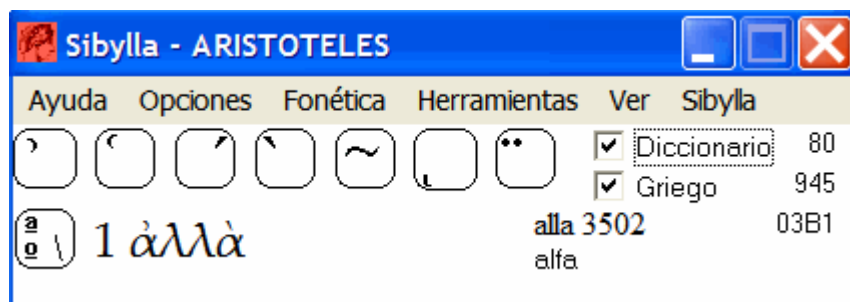 Sibylla - ARISTOTELES
Ayuda Opciones Fonética Herramientas Ver Sibylla
Diccionario 80
Griego 945
a o \ 1 ἀλλὰ alla 3502 03B1
alfa